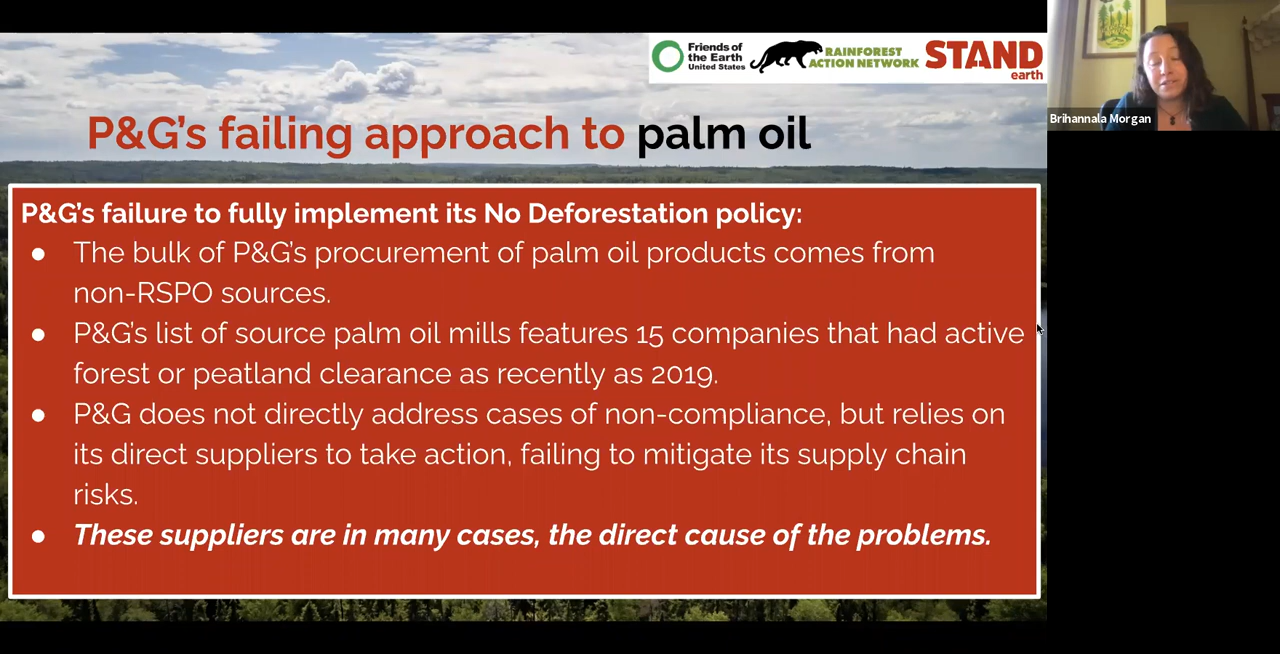 Friends of
the Earth
United States
RAINFOREST
ACTION NETWORK
STAND
earth
Brihannala Morgan
P&G's failing approach to palm oil
P&G's failure to fully implement its No Deforestation policy:
● The bulk of P&G's procurement of palm oil products comes from
non-RSPO sources.
● P&G's list of source palm oil mills features 15 companies that had active
forest or peatland clearance as recently as 2019.
● P&G does not directly address cases of non-compliance, but relies on
its direct suppliers to take action, failing to mitigate its supply chain
risks.
● These suppliers are in many cases, the direct cause of the problems.